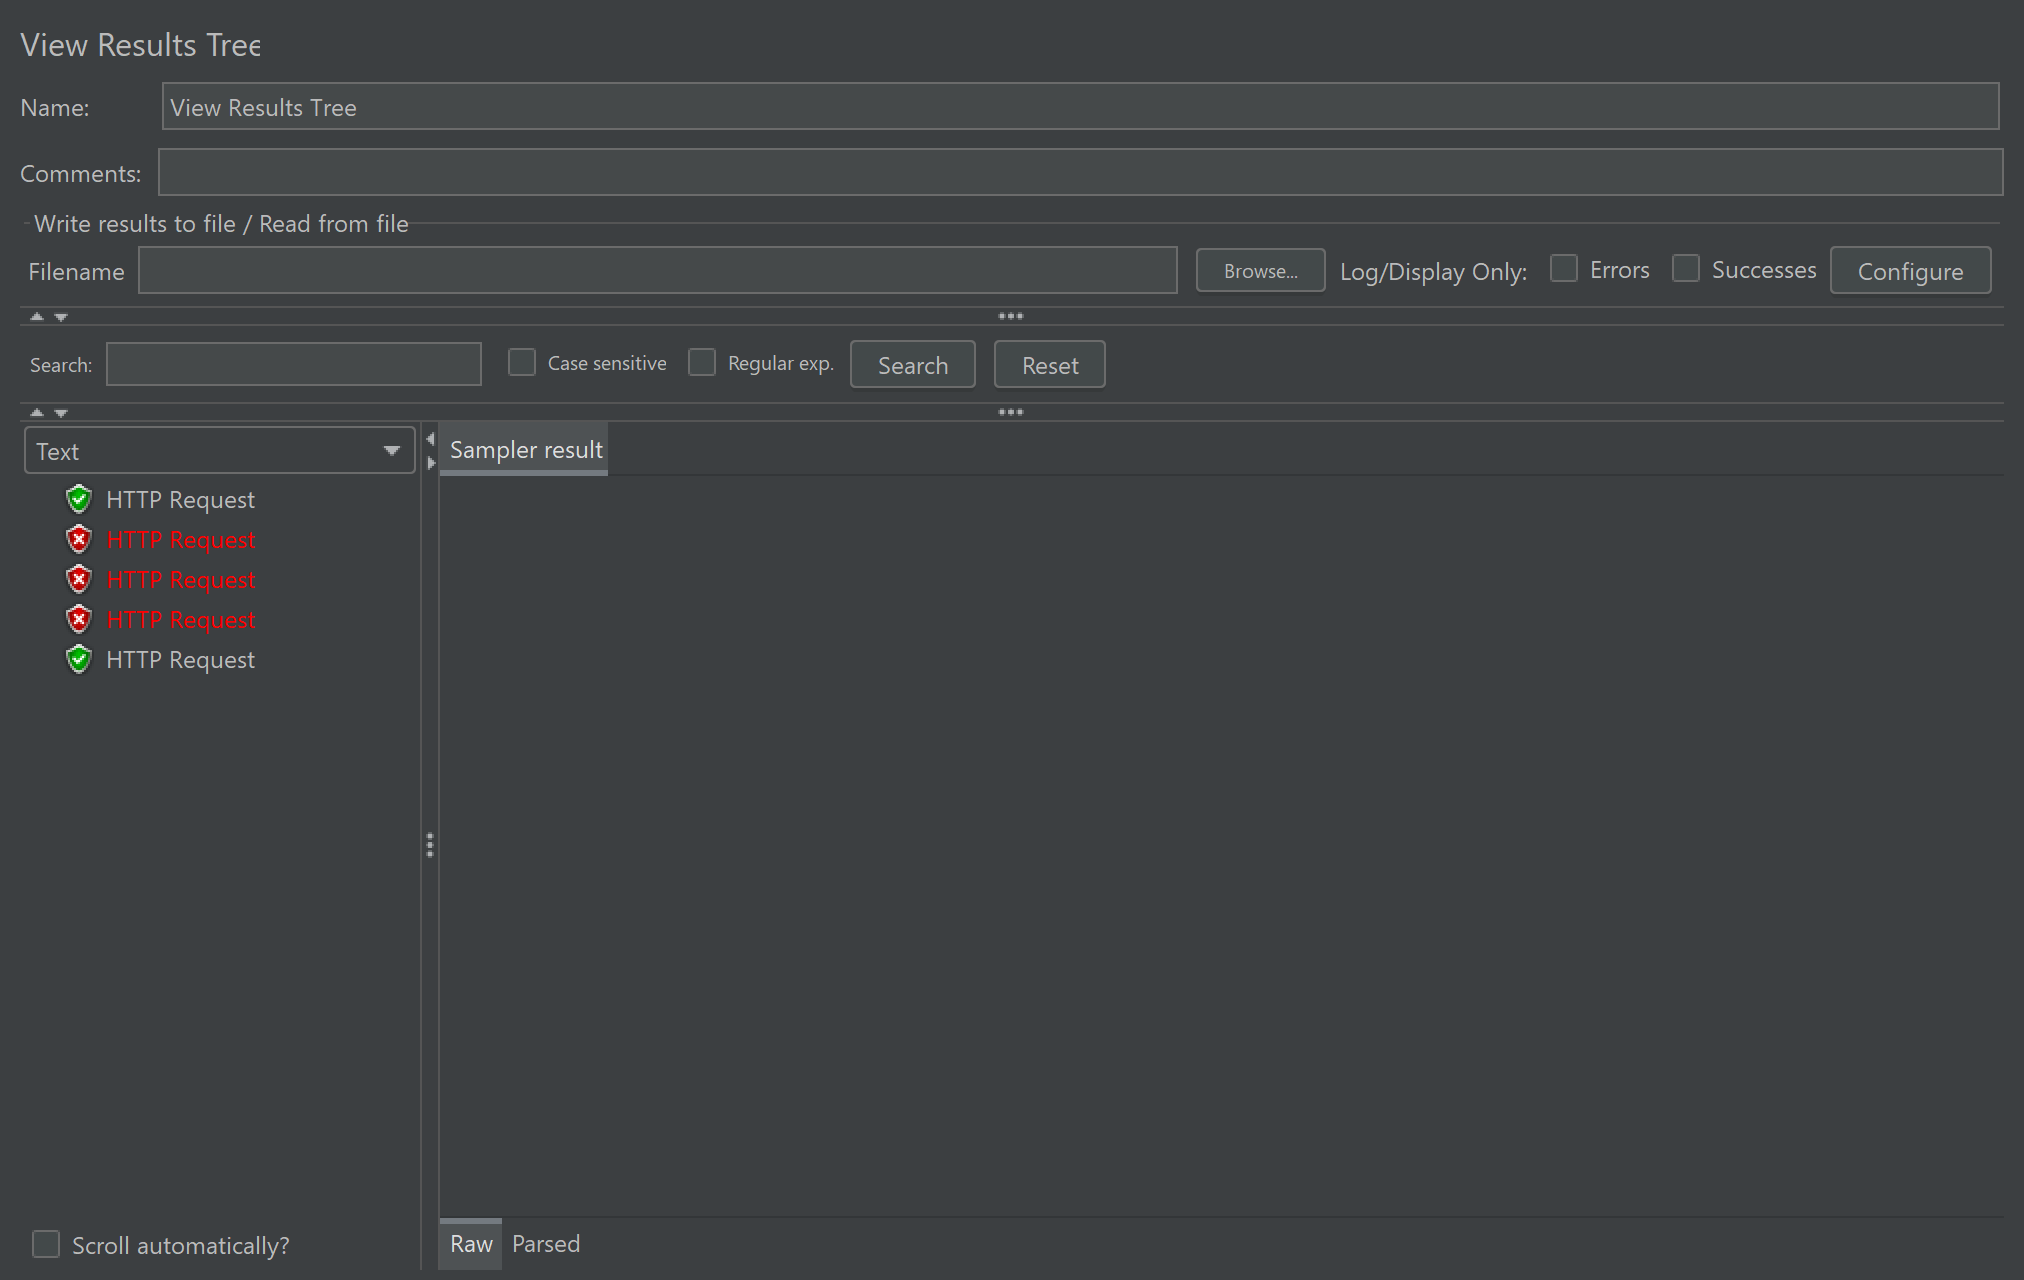 View Results Tree
Name: View Results Tree
Comments:
Write results to file / Read from file
Filename Browse... Log/Display Only: Errors Successes Configure
Search: Case sensitive Regular exp. Search Reset
Text
Sampler result
HTTP Request
HTTP Request
HTTP Request
HTTP Request
HTTP Request
Scroll automatically?
Raw Parsed